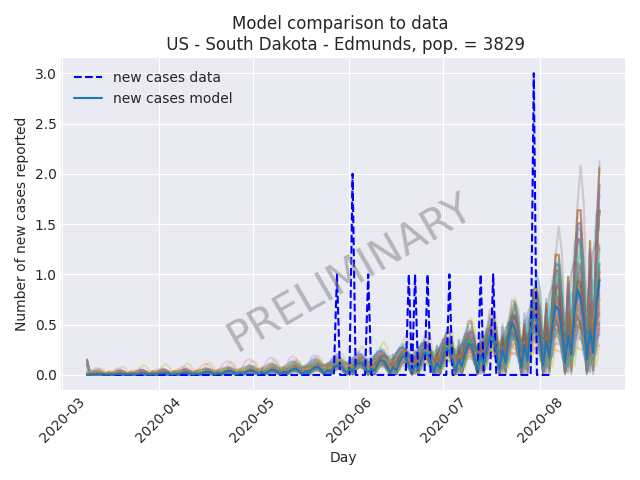 Model comparison to data
US - South Dakota - Edmunds, pop. = 3829
new cases data
new cases model
Number of new cases reported
3.0
2.5
2.0
1.5
1.0
0.5
0.0
PRELIMINARY
2020-03
2020-04
2020-05
2020-06
2020-07
2020-08
Day